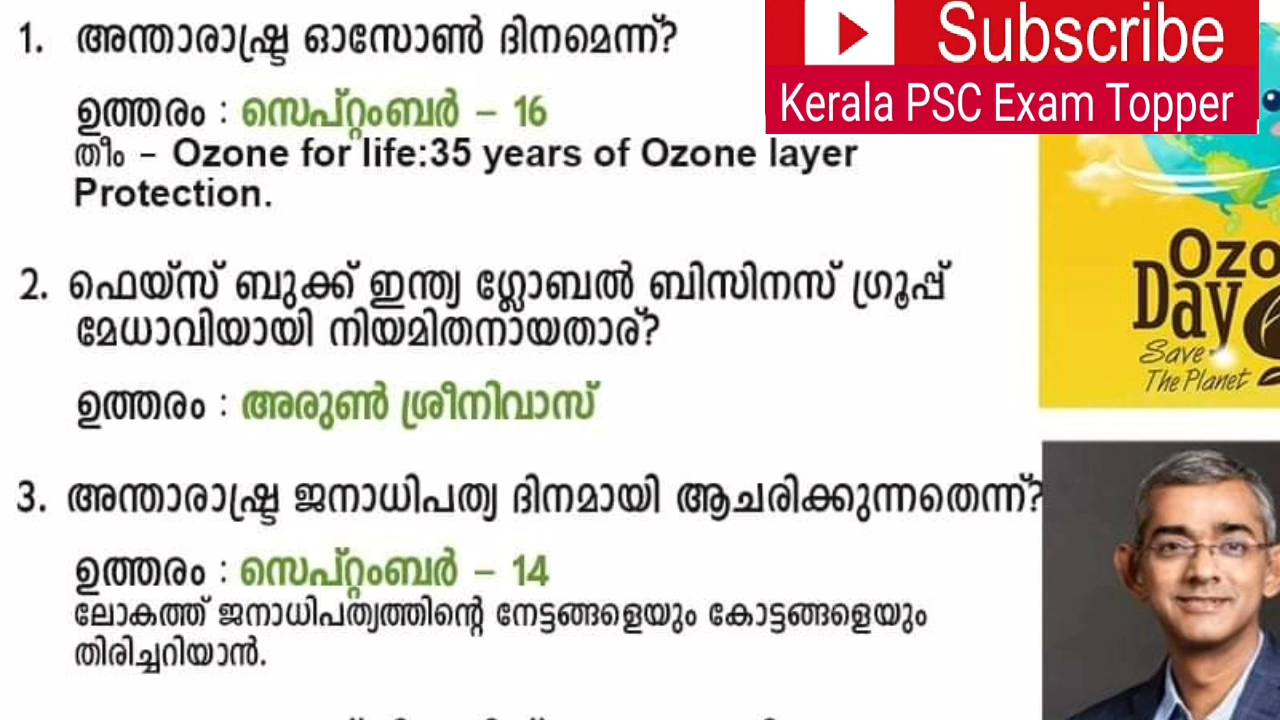 1. അന്താരാഷ്ട്ര ഓസോൺ ദിനമെന്ന്?
Subscribe
Kerala PSC Exam Topper
ഉത്തരം : സെപ്റ്റംബർ – 16
തീം – Ozone for life:35 years of Ozone layer
Protection.
2. ഫെയ്സ് ബുക്ക് ഇന്ത്യ ഗ്ലോബൽ ബിസിനസ് ഗ്രൂപ്പ്
മേധാവിയായി നിയമിതനായതാര്?
ഉത്തരം : അരുൺ ശ്രീനിവാസ്
3. അന്താരാഷ്ട്ര ജനാധിപത്യ ദിനമായി ആചരിക്കുന്നതെന്ന്?
ഉത്തരം : സെപ്റ്റംബർ – 14
ലോകത്ത് ജനാധിപത്യത്തിന്റെ നേട്ടങ്ങളെയും കോട്ടങ്ങളെയും
തിരിച്ചറിയാൻ.
Ozo
Day
Save
The Planet